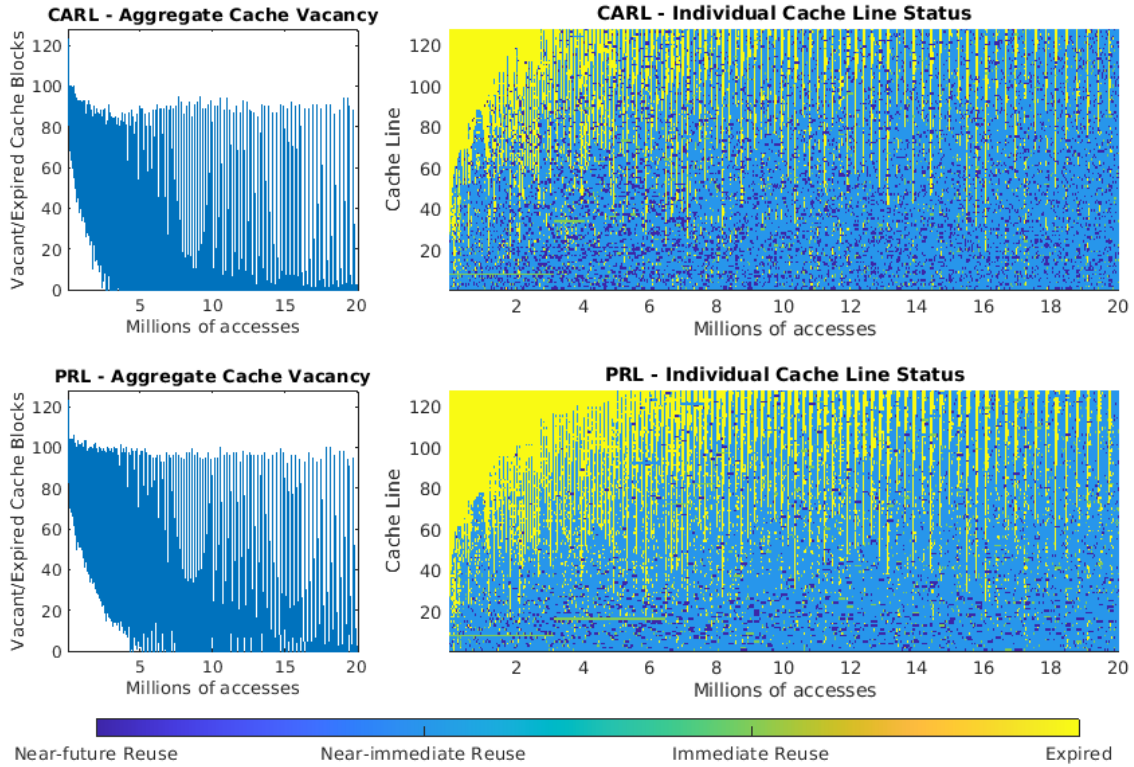 CARL - Aggregate Cache Vacancy
Vacant/Expired Cache Blocks
120
100
80
60
40
20
0
5 10 15 20
Millions of accesses
CARL - Individual Cache Line Status
Cache Line
120
100
80
60
40
20
2 4 6 8 10 12 14 16 18 20
Millions of accesses
PRL - Aggregate Cache Vacancy
Vacant/Expired Cache Blocks
120
100
80
60
40
20
0
5 10 15 20
Millions of accesses
PRL - Individual Cache Line Status
Cache Line
120
100
80
60
40
20
2 4 6 8 10 12 14 16 18 20
Millions of accesses
Near-future Reuse Near-immediate Reuse Immediate Reuse Expired